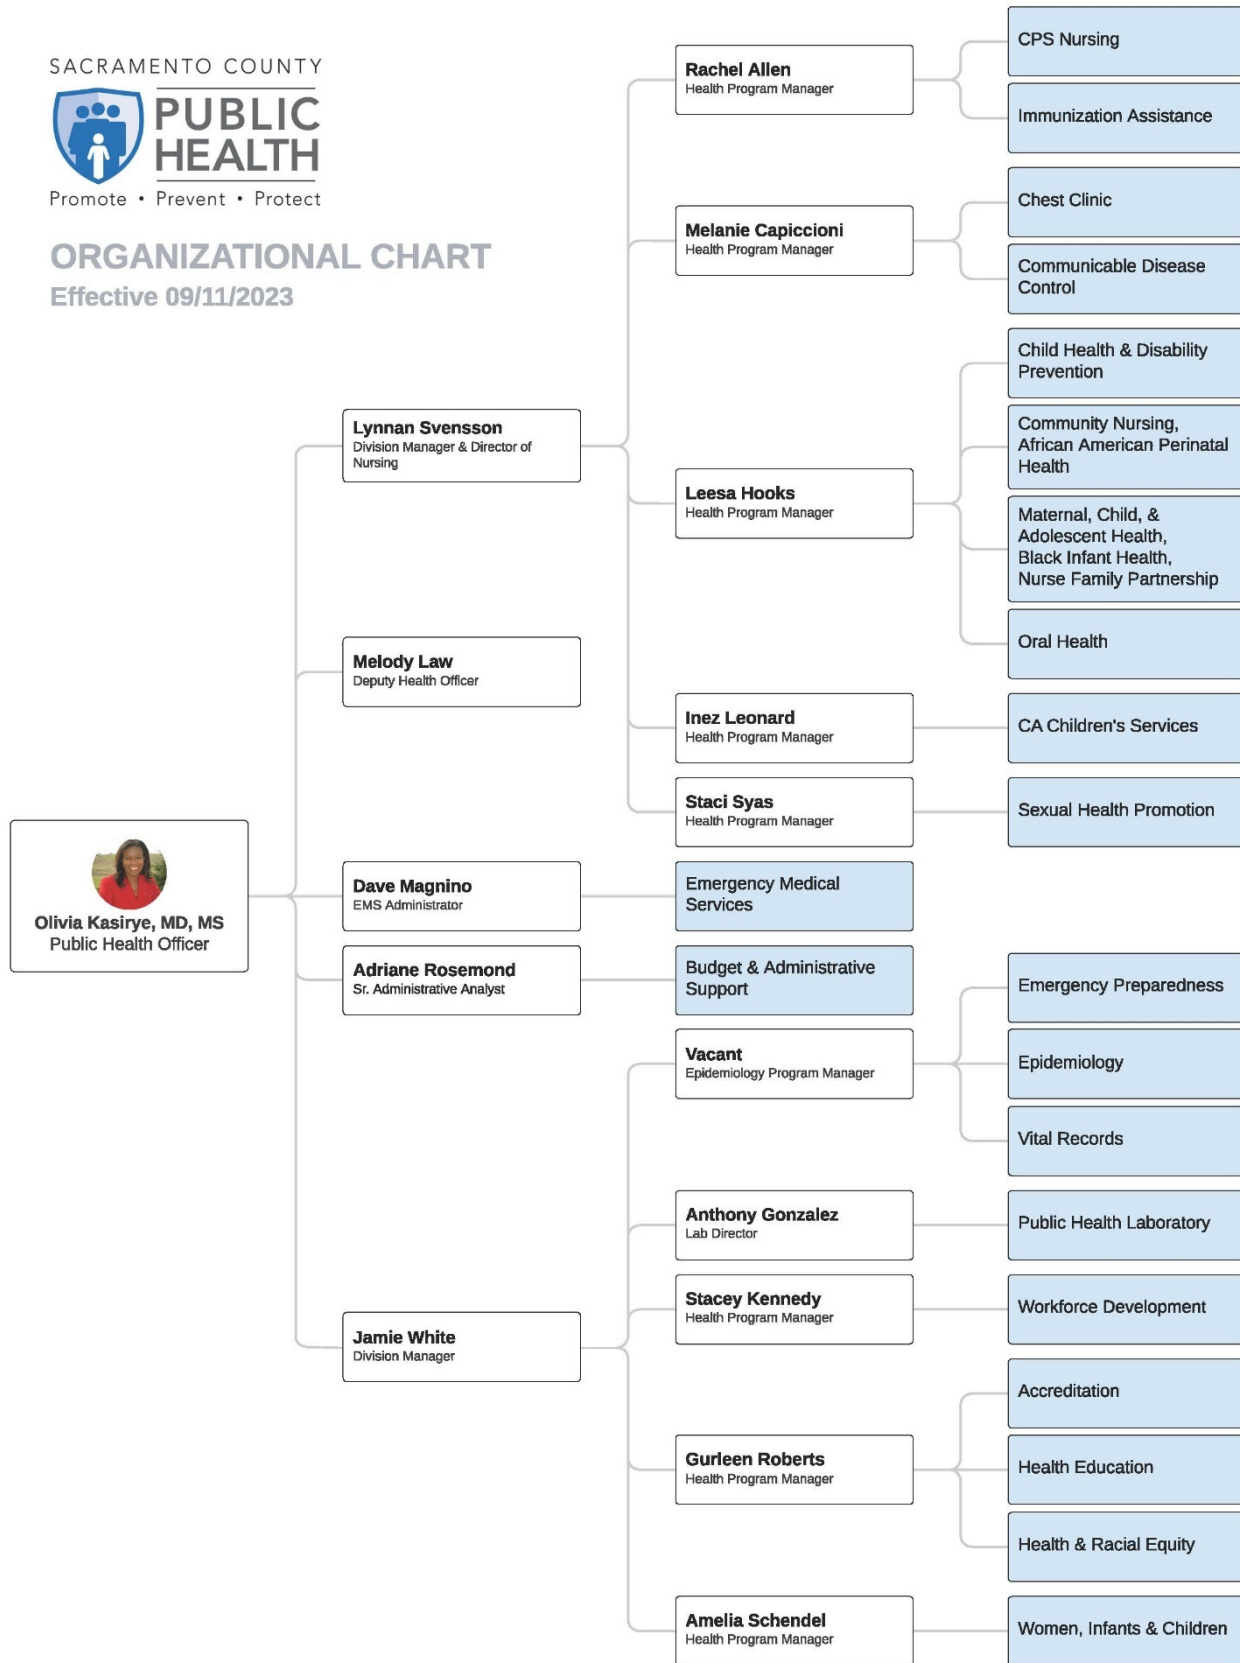 SACRAMENTO COUNTY
PUBLIC
HEALTH
Promote • Prevent • Protect
ORGANIZATIONAL CHART
Effective 09/11/2023
Olivia Kasirye, MD, MS
Public Health Officer
Lynnan Svensson
Division Manager & Director of
Nursing
Rachel Allen
Health Program Manager
CPS Nursing
Immunization Assistance
Melanie Capiccioni
Health Program Manager
Chest Clinic
Communicable Disease
Control
Leesa Hooks
Health Program Manager
Child Health & Disability
Prevention
Community Nursing,
African American Perinatal
Health
Maternal, Child, &
Adolescent Health,
Black Infant Health,
Nurse Family Partnership
Oral Health
Inez Leonard
Health Program Manager
CA Children's Services
Staci Syas
Health Program Manager
Sexual Health Promotion
Melody Law
Deputy Health Officer
Dave Magnino
EMS Administrator
Emergency Medical
Services
Adriane Rosemond
Sr. Administrative Analyst
Budget & Administrative
Support
Jamie White
Division Manager
Vacant
Epidemiology Program Manager
Emergency Preparedness
Epidemiology
Vital Records
Anthony Gonzalez
Lab Director
Public Health Laboratory
Stacey Kennedy
Health Program Manager
Workforce Development
Gurleen Roberts
Health Program Manager
Accreditation
Health Education
Health & Racial Equity
Amelia Schendel
Health Program Manager
Women, Infants & Children